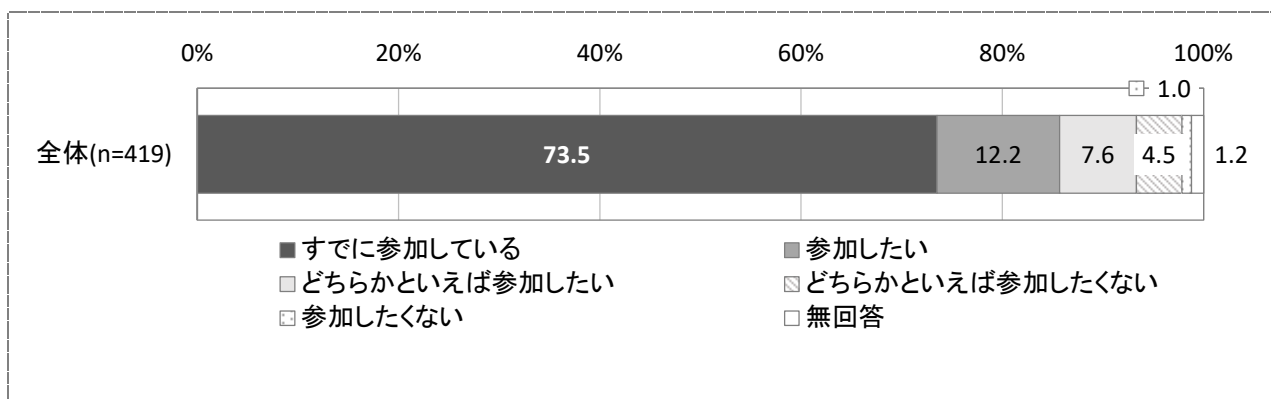 0% 20% 40% 60% 80% 100%
1.0
全体(n=419) 73.5 12.2 7.6 4.5 1.2
すでに参加している 参加したい
どちらかといえば参加したい どちらかといえば参加したくない
参加したくない 無回答